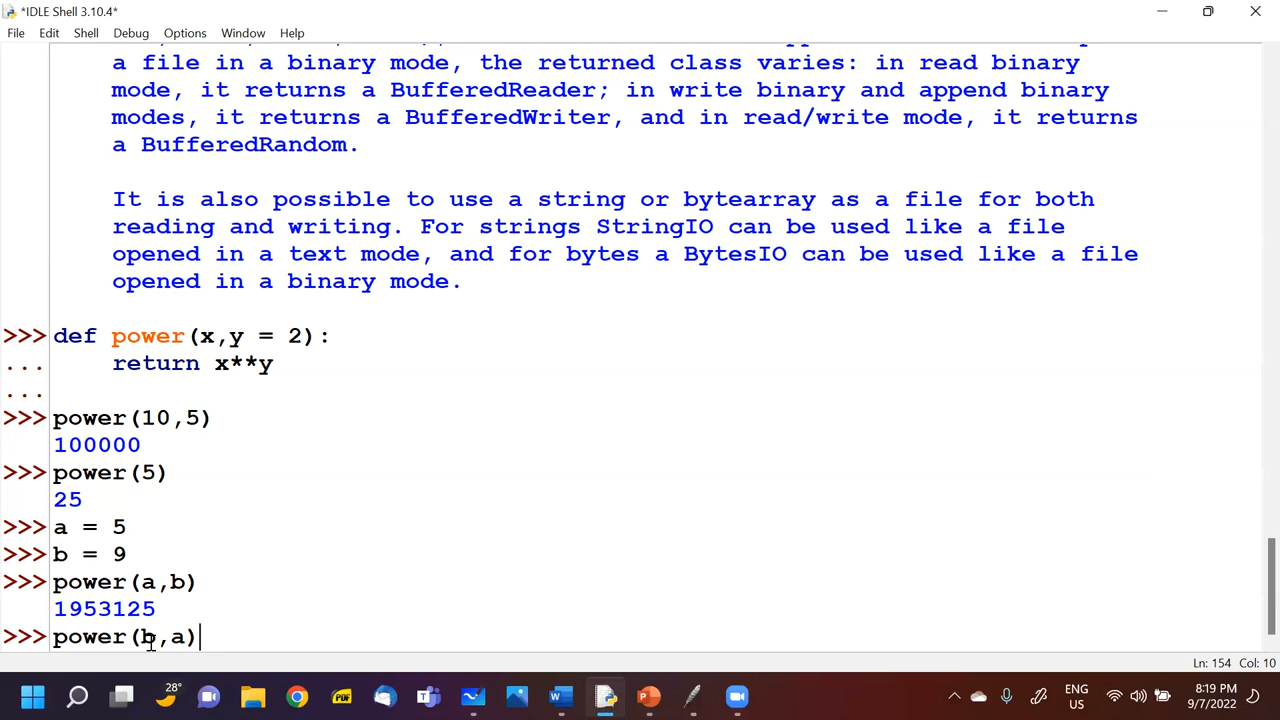 *IDLE Shell 3.10.4*
File Edit Shell Debug Options Window Help
a file in a binary mode, the returned class varies: in read binary
mode, it returns a BufferedReader; in write binary and append binary
modes, it returns a BufferedWriter, and in read/write mode, it returns
a BufferedRandom.
It is also possible to use a string or bytearray as a file for both
reading and writing. For strings StringIO can be used like a file
opened in a text mode, and for bytes a BytesIO can be used like a file
opened in a binary mode.
>>> def power(x,y = 2):
... return x**y
...
>>> power(10,5)
100000
>>> power(5)
25
>>> a = 5
>>> b = 9
>>> power(a,b)
1953125
>>> power(b,a)
Ln: 154 Col: 10
28°
PDF
ENG
US
8:19 PM
9/7/2022